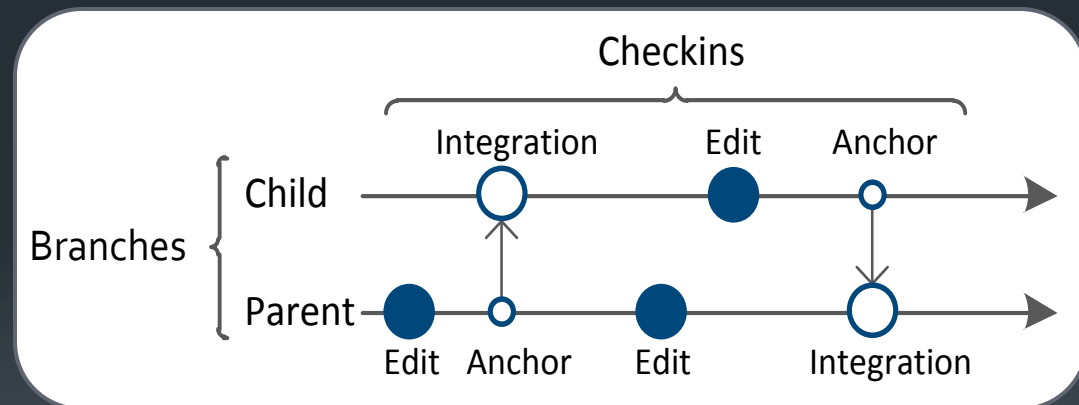 Checkins
Integration Edit Anchor
Child
Branches
Parent
Edit Anchor Edit Integration